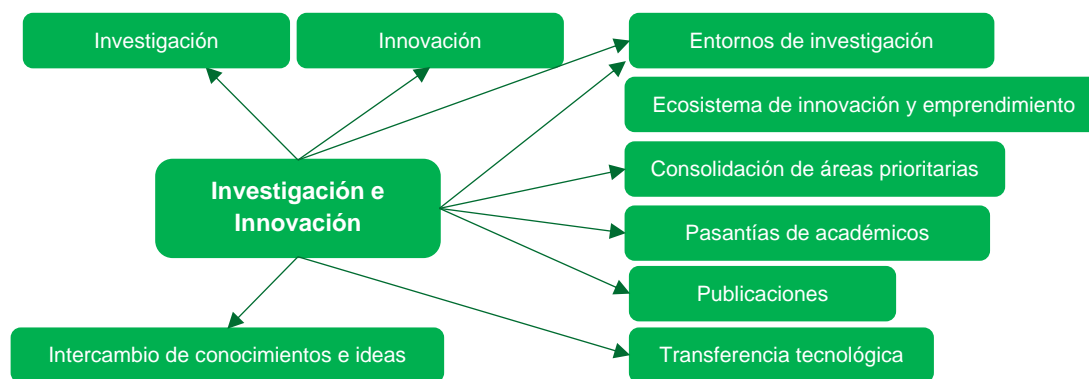 Investigación
Innovación
Entornos de investigación
Ecosistema de innovación y emprendimiento
Consolidación de áreas prioritarias
Investigación e
Innovación
Pasantías de académicos
Publicaciones
Intercambio de conocimientos e ideas
Transferencia tecnológica